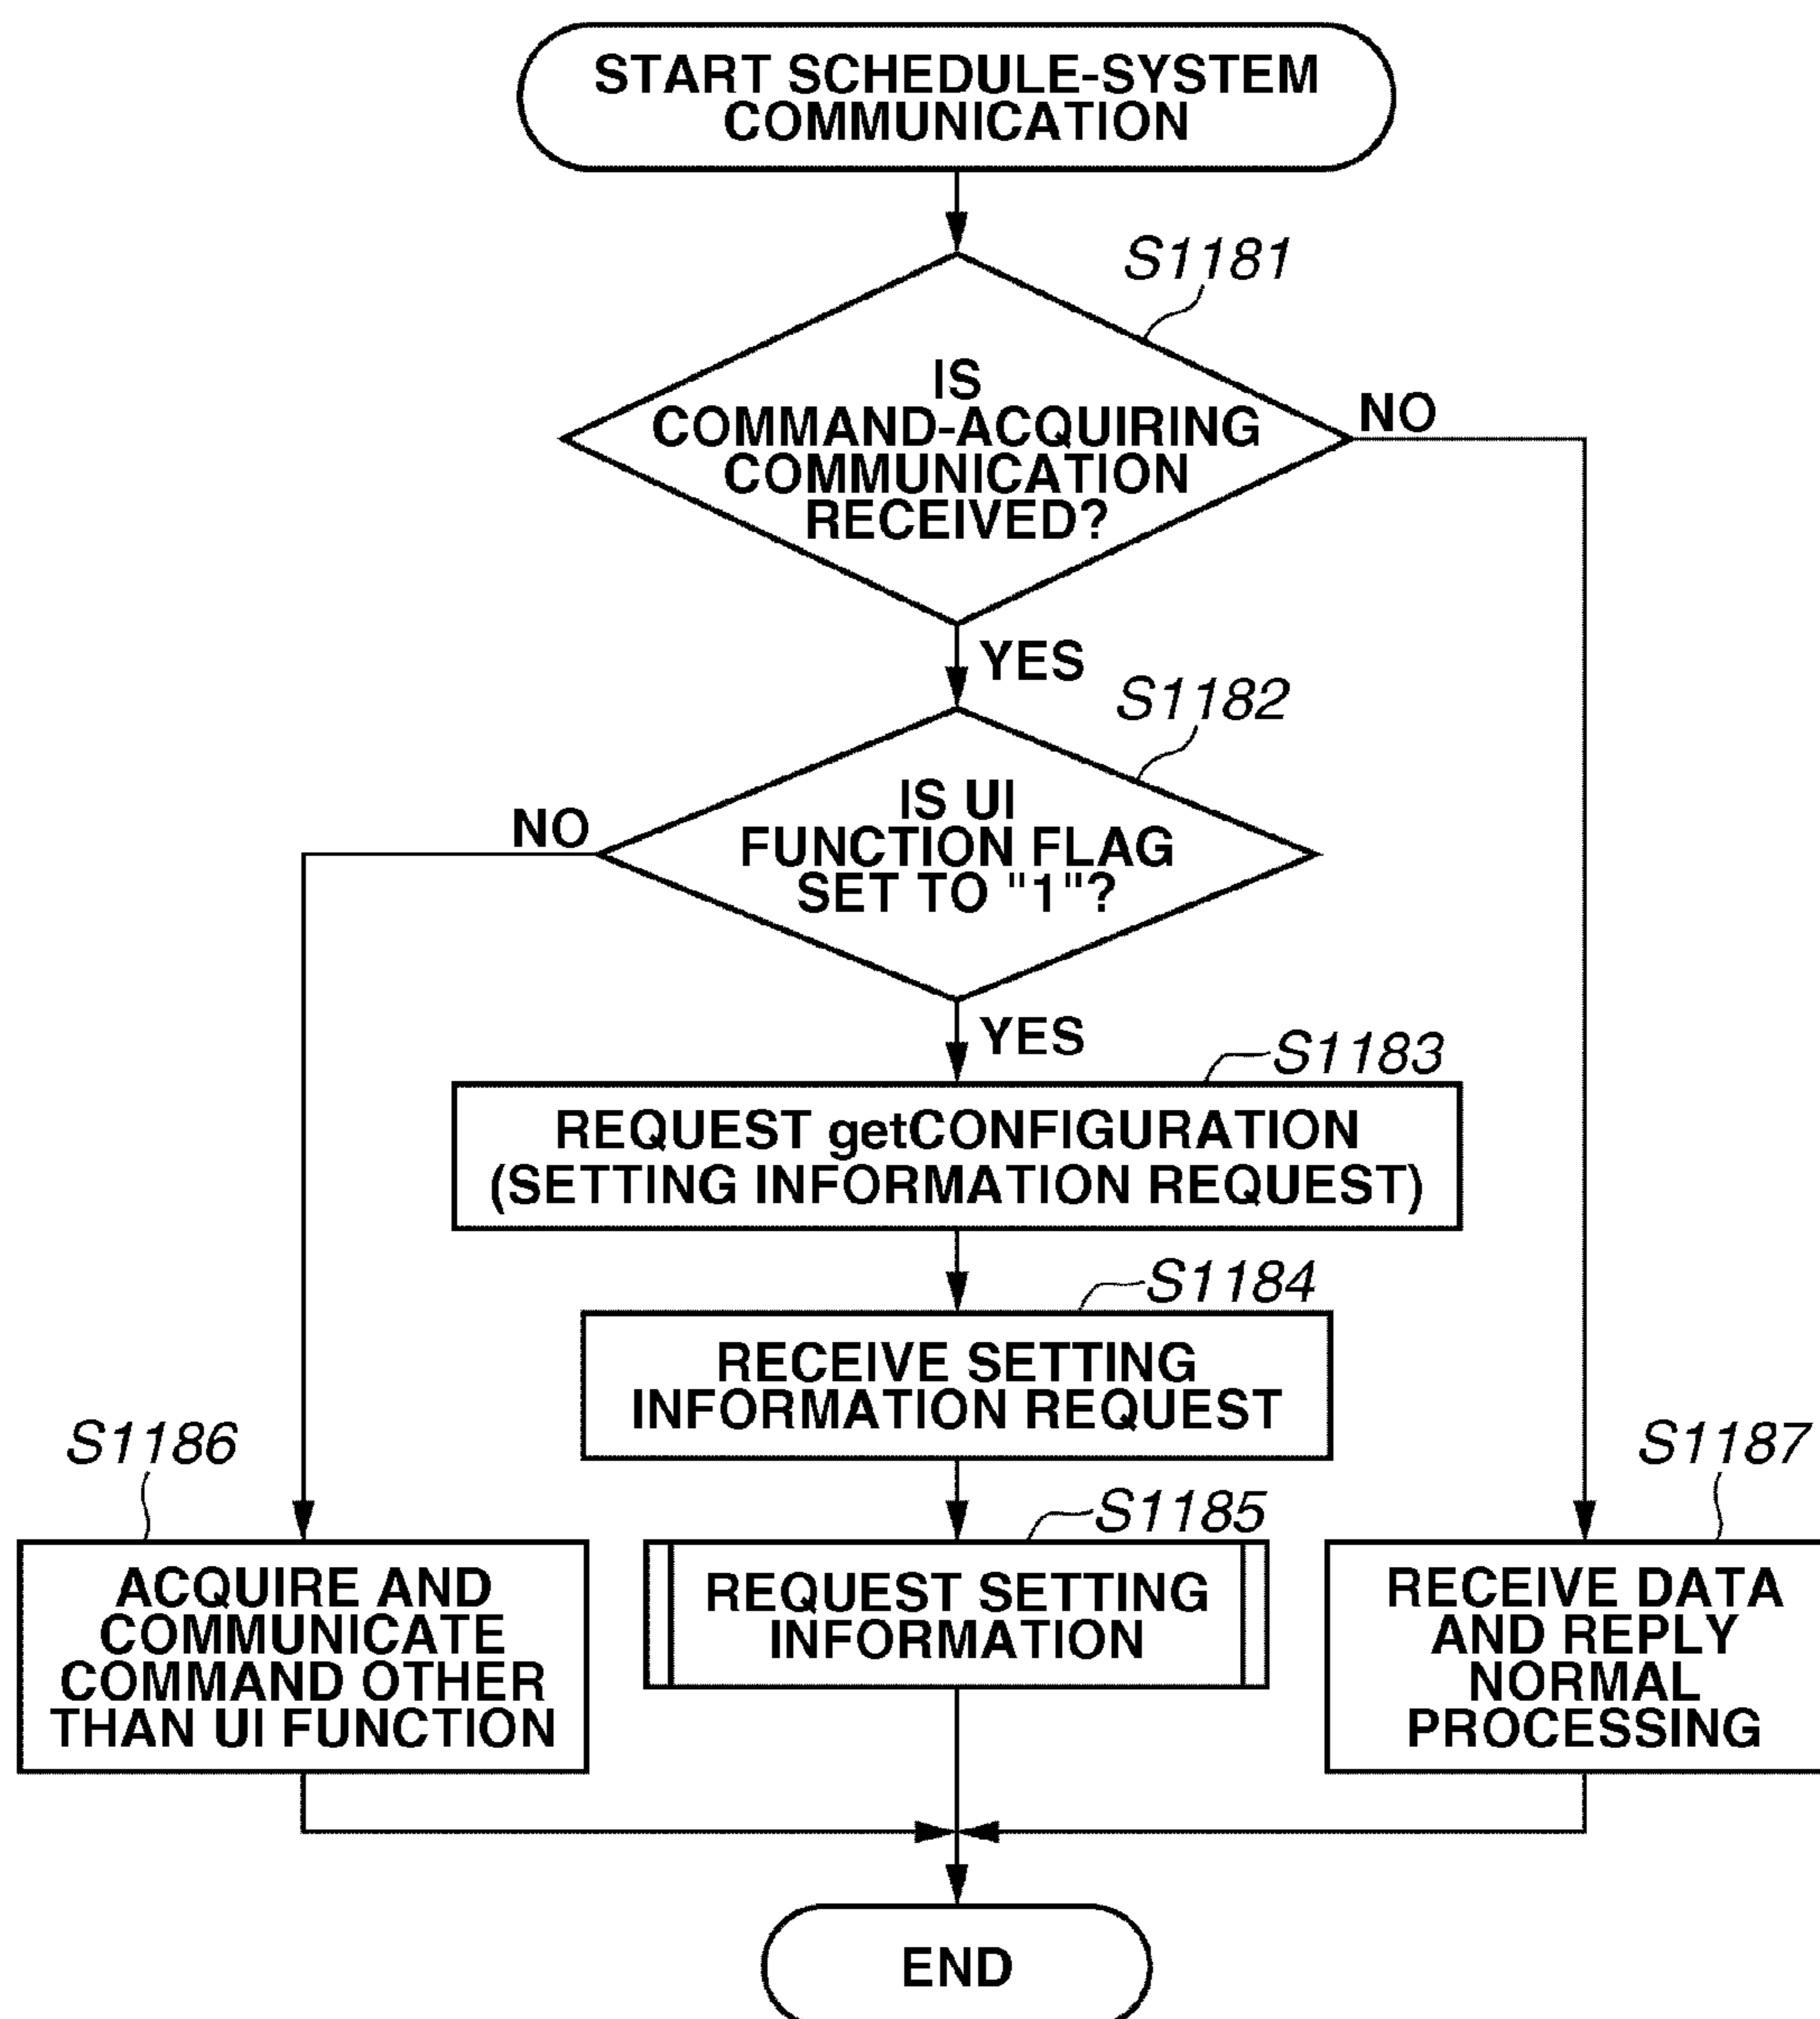 START SCHEDULE-SYSTEM
COMMUNICATION
S1181
IS
COMMAND-ACQUIRING
COMMUNICATION
RECEIVED?
NO
YES
S1182
IS UI
FUNCTION FLAG
SET TO "1"?
NO
YES
S1183
REQUEST getCONFIGURATION
(SETTING INFORMATION REQUEST)
S1184
RECEIVE SETTING
INFORMATION REQUEST
S1186
ACQUIRE AND
COMMUNICATE
COMMAND OTHER
THAN UI FUNCTION
S1185
REQUEST SETTING
INFORMATION
S1187
RECEIVE DATA
AND REPLY
NORMAL
PROCESSING
END